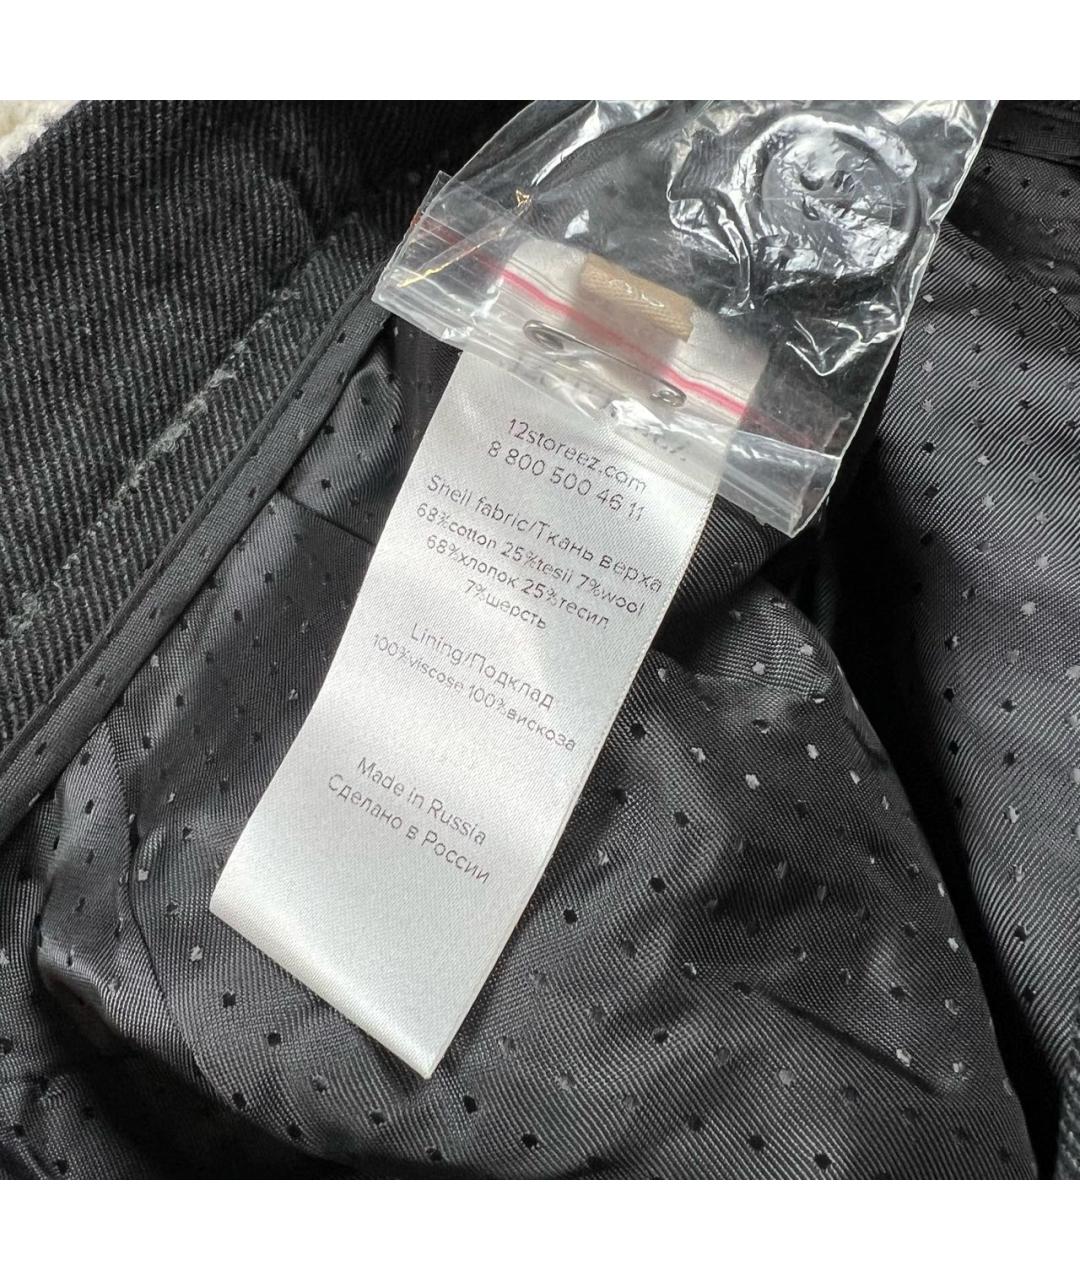 12storeez.com
8 800 500 46 11
Shell fabric/Ткань верха
68%cotton 25%tesil 7%wool
68%хлопок 25%тесил
7%шерсть
Lining/Подклад
100%viscose 100%вискоза
Made in Russia
Сделано в России